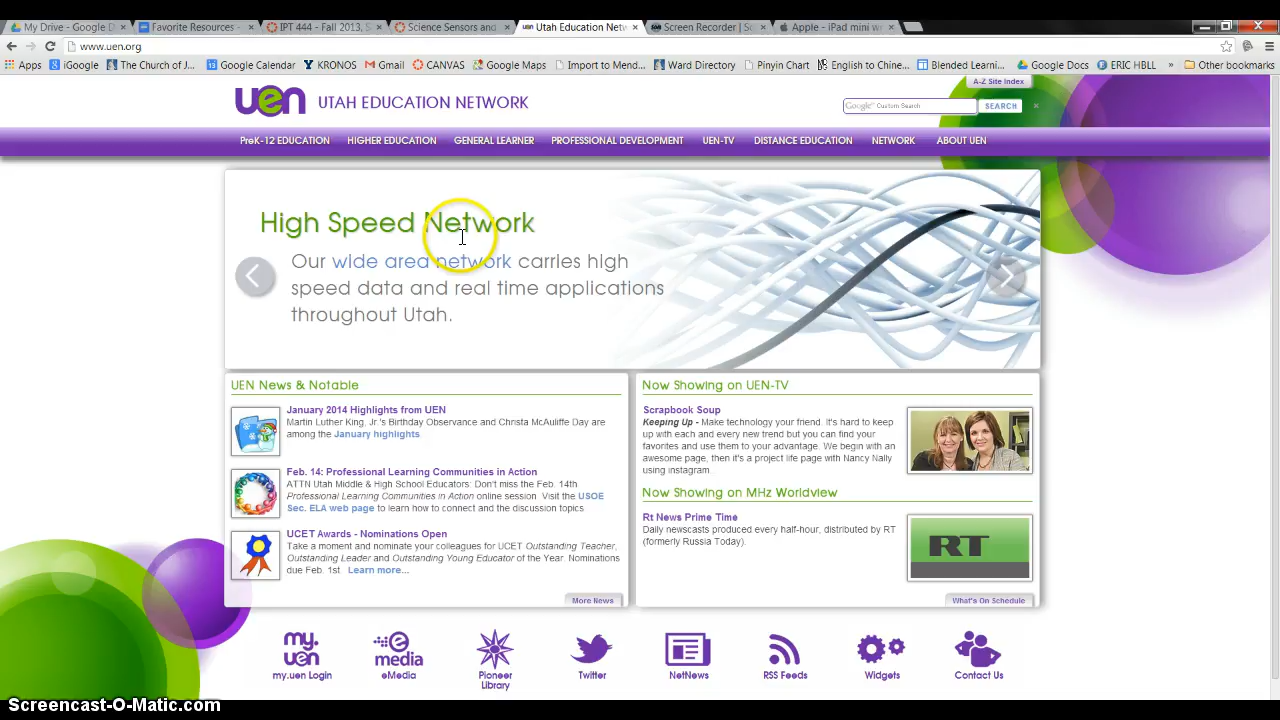 My Drive - Google D
Favorite Resources -
IPT 444 - Fall 2013, S
Science Sensors and
Utah Education Netw
Screen Recorder | Sc
Apple - iPad mini w
www.uen.org
Apps
iGoogle
The Church of J...
Google Calendar
KRONOS
Gmail
CANVAS
Google Maps
Import to Mend...
Ward Directory
Pinyin Chart
English to Chine...
Blended Learni...
Google Docs
ERIC HBLL
»
Other bookmarks
A-Z Site Index
uen UTAH EDUCATION NETWORK
Google™ Custom Search
SEARCH
PreK-12 EDUCATION
HIGHER EDUCATION
GENERAL LEARNER
PROFESSIONAL DEVELOPMENT
UEN-TV
DISTANCE EDUCATION
NETWORK
ABOUT UEN
High Speed Network
Our wide area network carries high
speed data and real time applications
throughout Utah.
UEN News & Notable
January 2014 Highlights from UEN
Martin Luther King, Jr.'s Birthday Observance and Christa McAuliffe Day are
among the January highlights
Feb. 14: Professional Learning Communities in Action
ATTN Utah Middle & High School Educators: Don't miss the Feb. 14th
Professional Learning Communities in Action online session. Visit the USOE
Sec. ELA web page to learn how to connect and the discussion topics.
UCET Awards - Nominations Open
Take a moment and nominate your colleagues for UCET Outstanding Teacher,
Outstanding Leader and Outstanding Young Educator of the Year. Nominations
due Feb. 1st. Learn more...
More News
Now Showing on UEN-TV
Scrapbook Soup
Keeping Up - Make technology your friend. It's hard to keep
up with each and every new trend but you can find your
favorites and use them to your advantage. We begin with an
awesome page, then it's a project life page with Nancy Nally
using instagram.
Now Showing on MHz Worldview
Rt News Prime Time
Daily newscasts produced every half-hour, distributed by RT
(formerly Russia Today).
RT
What's On Schedule
my.
uen
my.uen Login
e
media
eMedia
Pioneer
Library
Twitter
NetNews
RSS Feeds
Widgets
Contact Us
Screencast-O-Matic.com